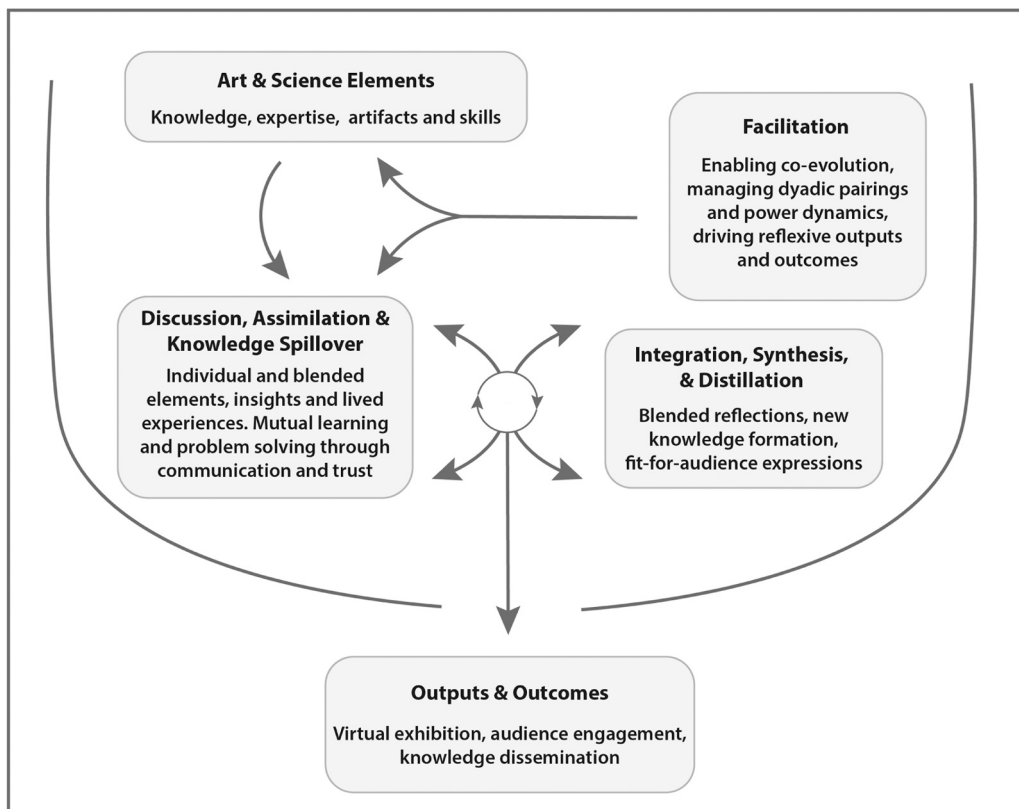 Art & Science Elements
Knowledge, expertise, artifacts and skills
Facilitation
Enabling co-evolution,
managing dyadic pairings
and power dynamics,
driving reflexive outputs
and outcomes
Discussion, Assimilation &
Knowledge Spillover
Individual and blended
elements, insights and lived
experiences. Mutual learning
and problem solving through
communication and trust
Integration, Synthesis,
& Distillation
Blended reflections, new
knowledge formation,
fit-for-audience expressions
Outputs & Outcomes
Virtual exhibition, audience engagement,
knowledge dissemination